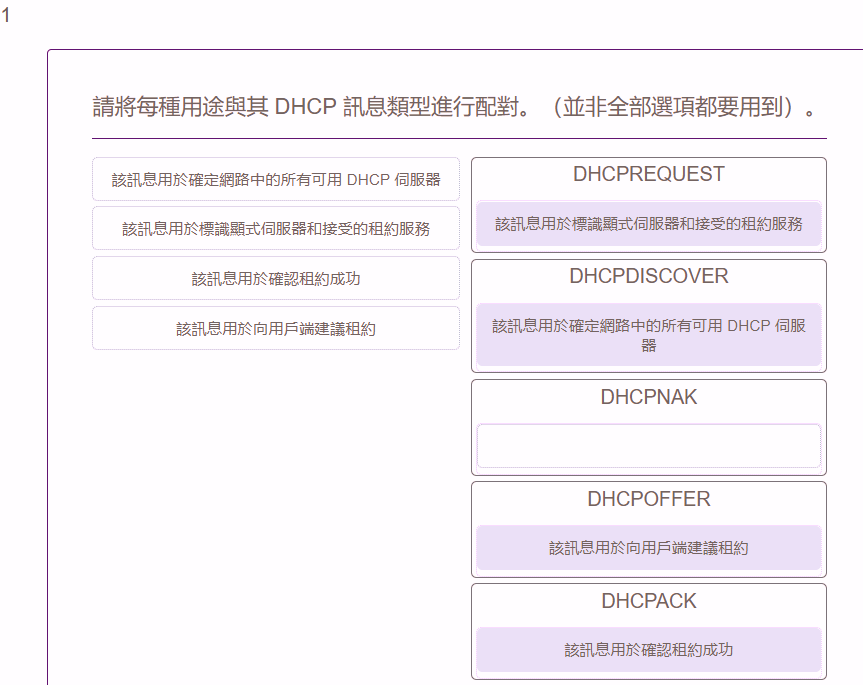 1
請將每種用途與其 DHCP 訊息類型進行配對。（並非全部選項都要用到）。
該訊息用於確定網路中的所有可用 DHCP 伺服器
該訊息用於標識顯式伺服器和接受的租約服務
該訊息用於確認租約成功
該訊息用於向用戶端建議租約
DHCPREQUEST
該訊息用於標識顯式伺服器和接受的租約服務
DHCPDISCOVER
該訊息用於確定網路中的所有可用 DHCP 伺服
器
DHCPNAK
DHCPOFFER
該訊息用於向用戶端建議租約
DHCPACK
該訊息用於確認租約成功